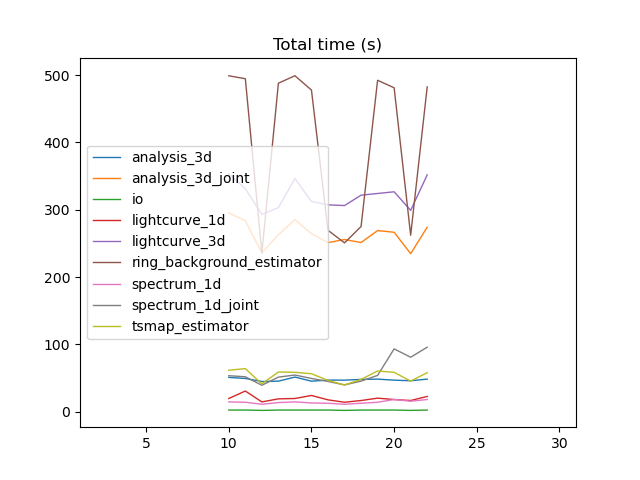 Total time (s)
500
400
300
200
100
0
analysis_3d
analysis_3d_joint
io
lightcurve_1d
lightcurve_3d
ring_background_estimator
spectrum_1d
spectrum_1d_joint
tsmap_estimator
5 10 15 20 25 30